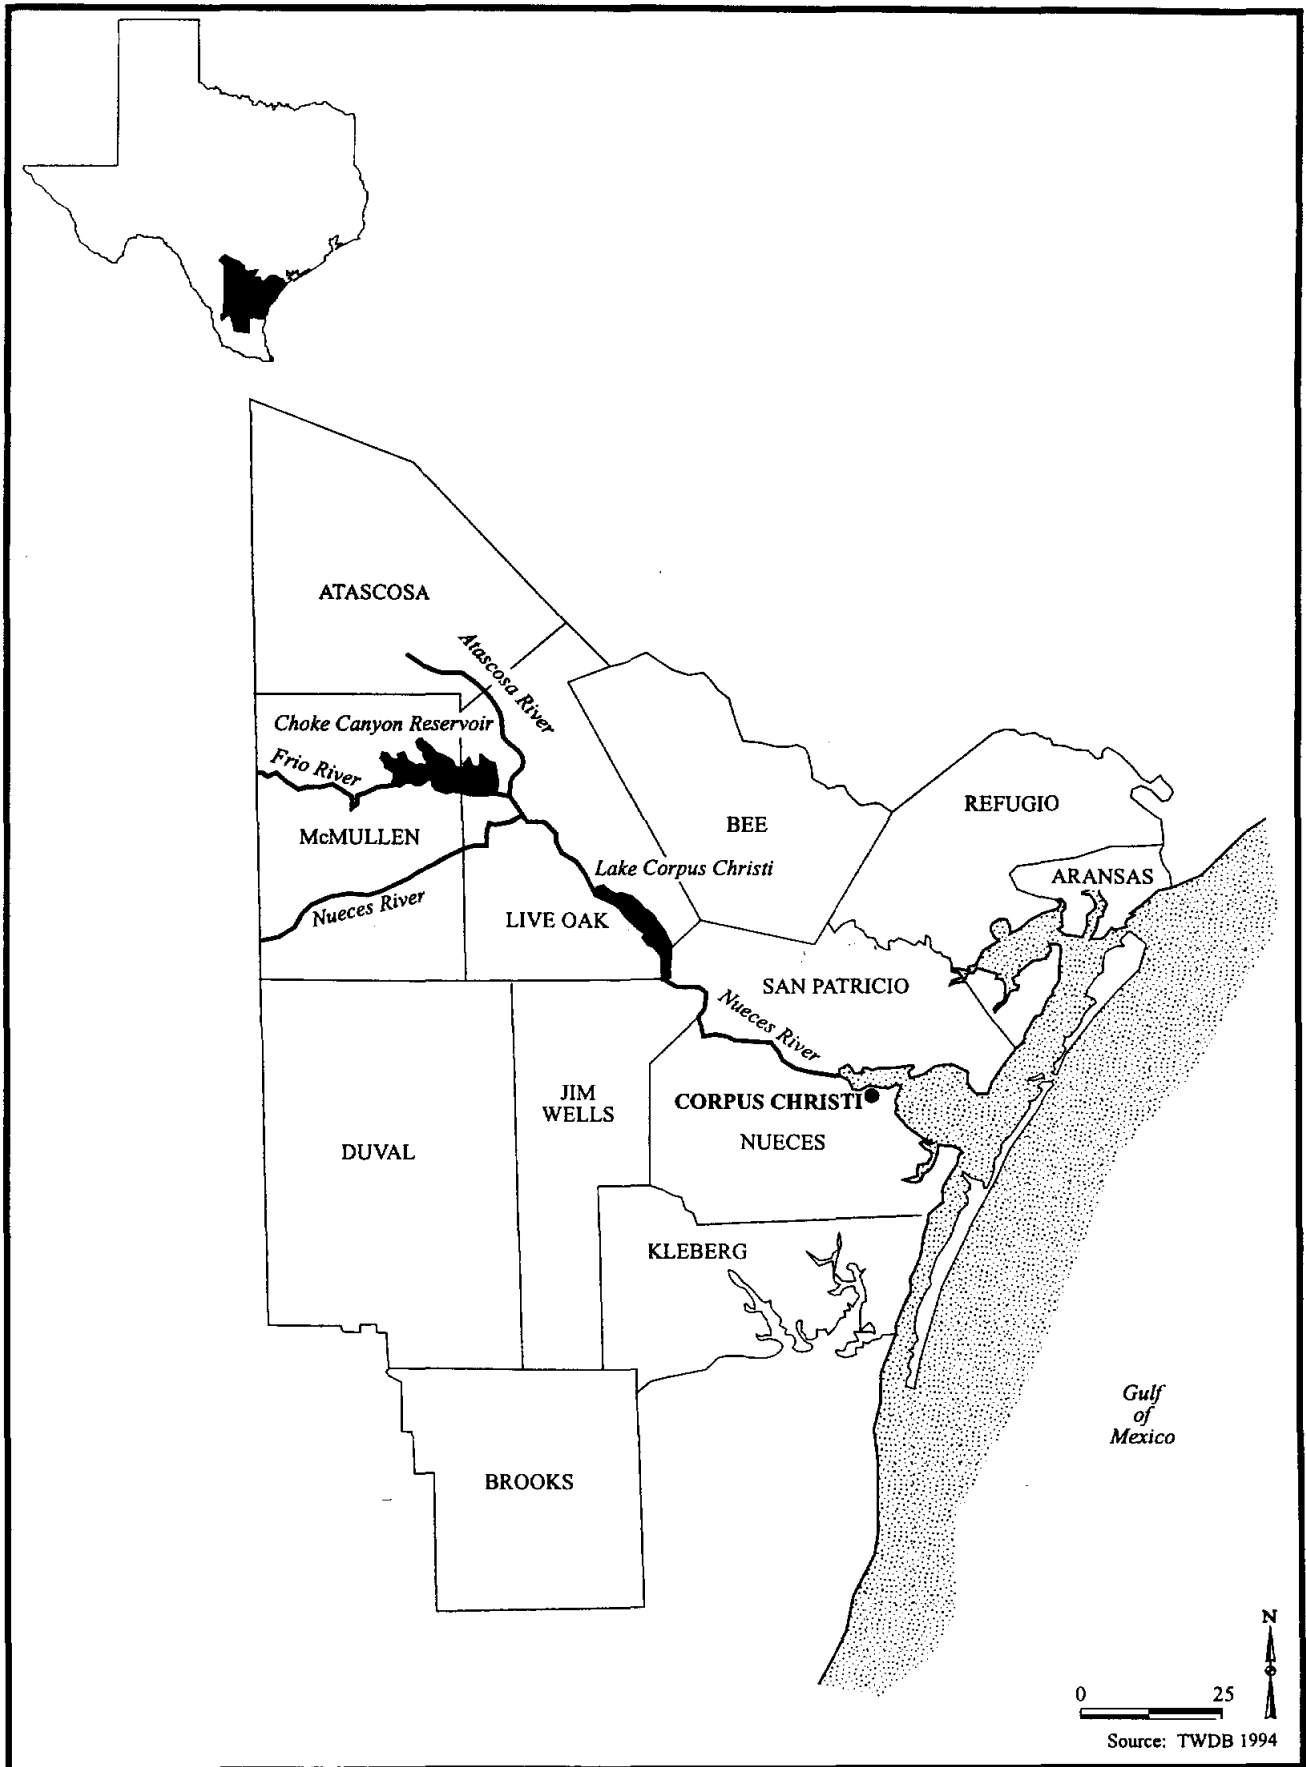 ATASCOSA
Atascosa River
Choke Canyon Reservoir
Frio River
REFUGIO
BEE
McMULLEN
Lake Corpus Christi
ARANSAS
Nueces River
LIVE OAK
SAN PATRICIO
Nueces River
JIM
WELLS
CORPUS CHRISTI
NUECES
DUVAL
KLEBERG
Gulf
of
Mexico
BROOKS
N
0 25
Source: TWDB 1994